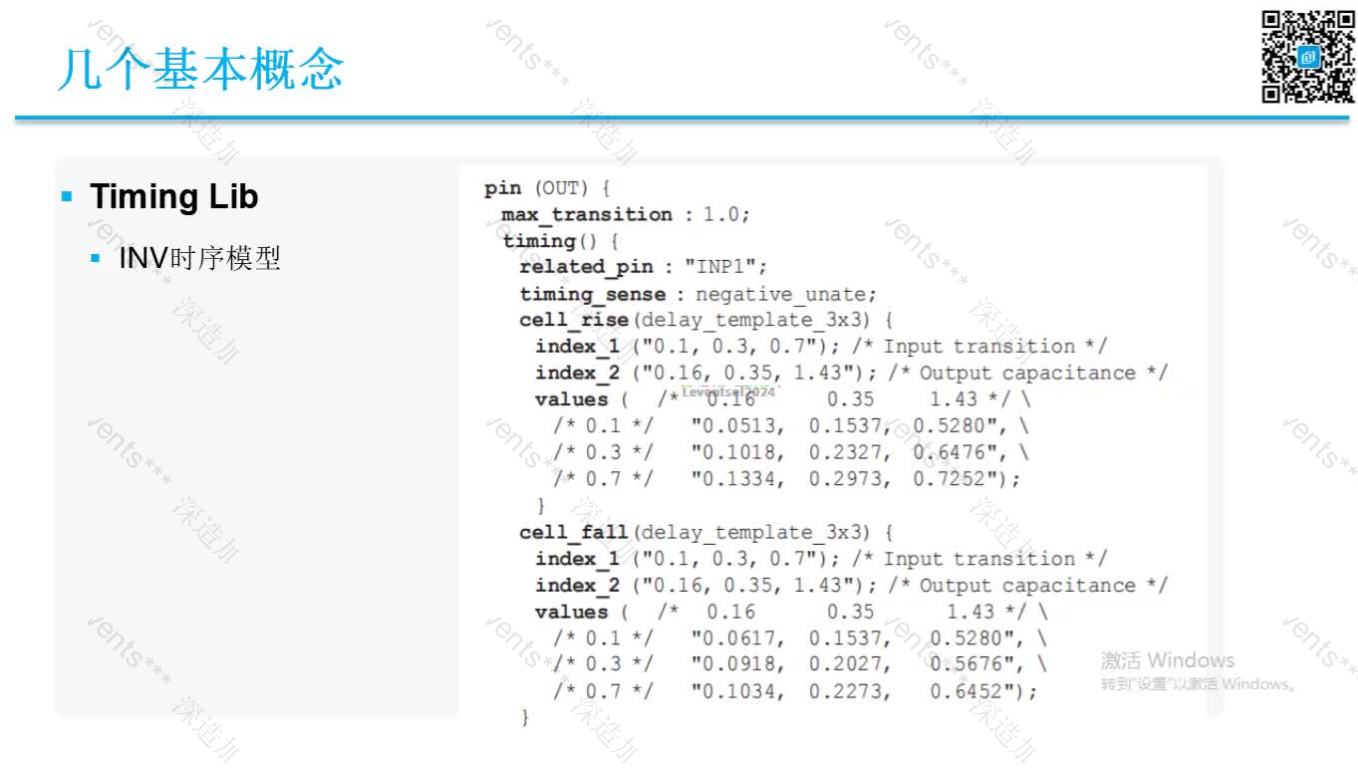 几个基本概念
Timing Lib
INV时序模型
pin (OUT) {
max_transition : 1.0;
timing() {
related_pin : "INP1";
timing_sense : negative_unate;
cell_rise(delay_template_3x3) {
index_1 ("0.1, 0.3, 0.7"); /* Input transition */
index_2 ("0.16, 0.35, 1.43"); /* Output capacitance */
values ( /* 0.16 0.35 1.43 */ \
/* 0.1 */ "0.0513, 0.1537, 0.5280", \
/* 0.3 */ "0.1018, 0.2327, 0.6476", \
/* 0.7 */ "0.1334, 0.2973, 0.7252");
}
cell_fall(delay_template_3x3) {
index_1 ("0.1, 0.3, 0.7"); /* Input transition */
index_2 ("0.16, 0.35, 1.43"); /* Output capacitance */
values ( /* 0.16 0.35 1.43 */ \
/* 0.1 */ "0.0617, 0.1537, 0.5280", \
/* 0.3 */ "0.0918, 0.2027, 0.5676", \
/* 0.7 */ "0.1034, 0.2273, 0.6452");
}
激活 Windows
转到"设置"以激活 Windows。